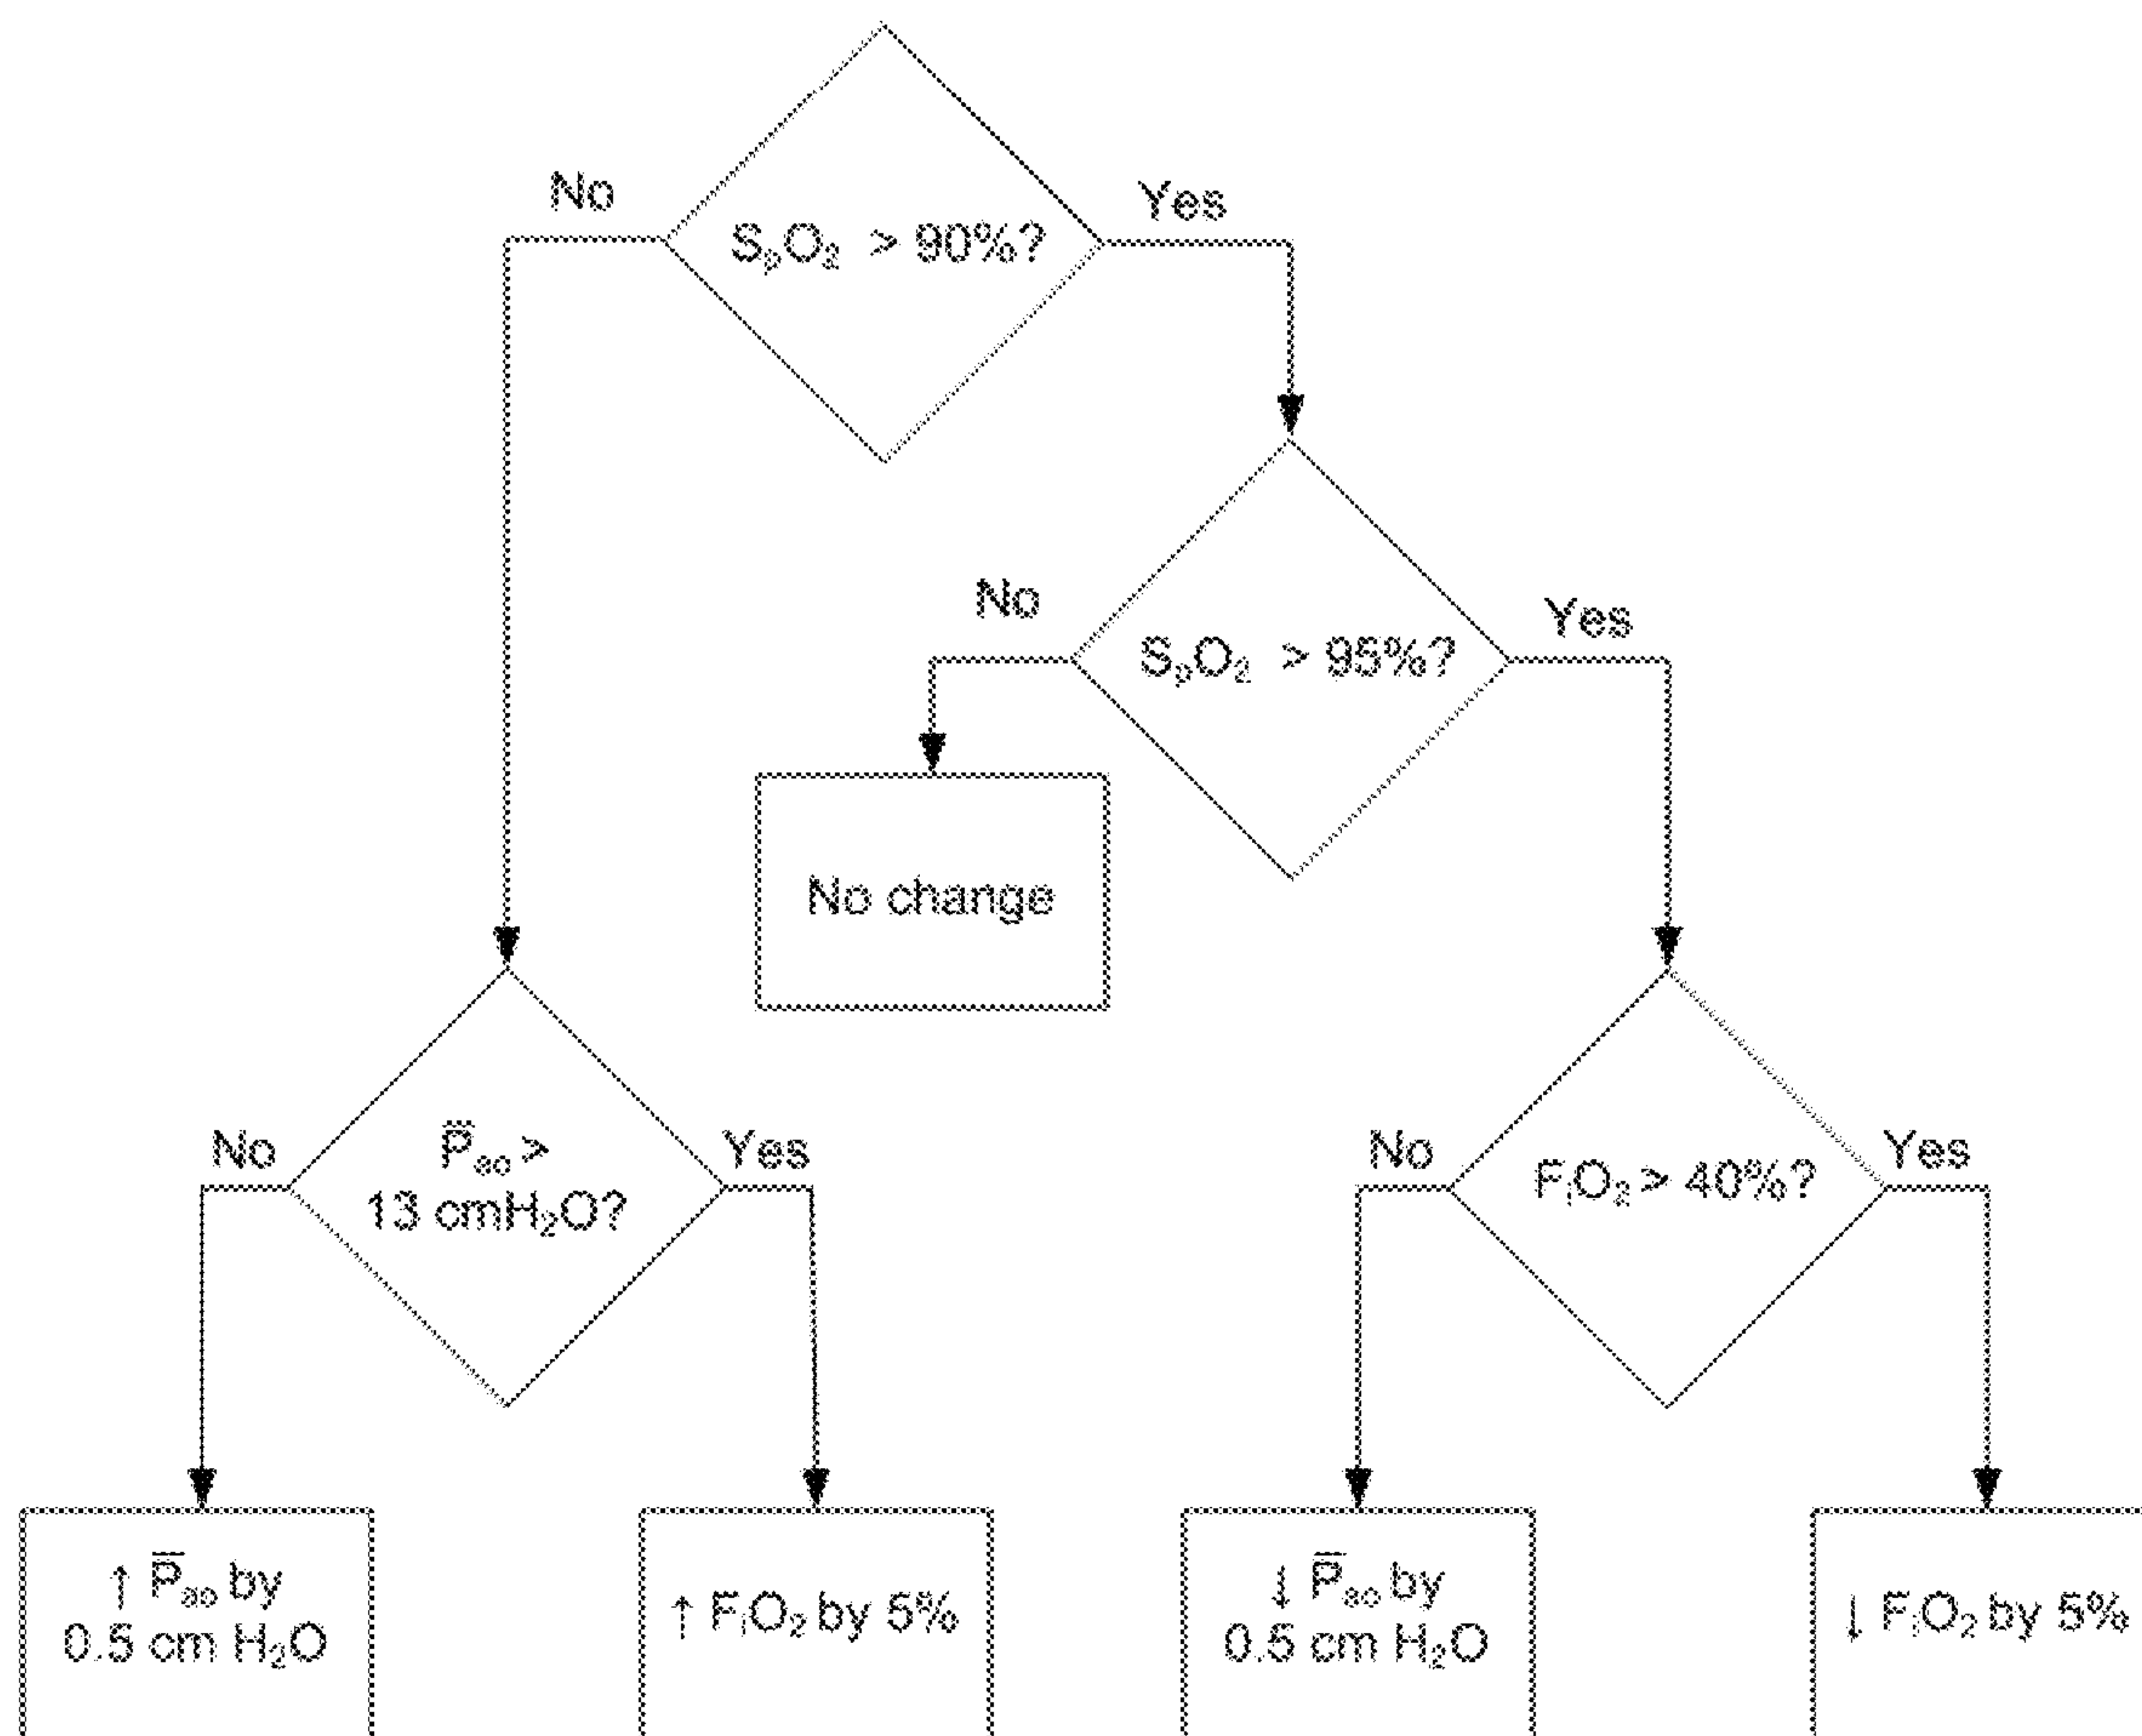 No
Yes
SpO₂ > 90%?
No
Yes
SpO₂ > 95%?
No change
No
P̅ao >
13 cmH₂O?
Yes
No
FiO₂ > 40%?
Yes
↑ P̅ao by
0.5 cm H₂O
↑ FiO₂ by 5%
↓ P̅ao by
0.5 cm H₂O
↓ FiO₂ by 5%